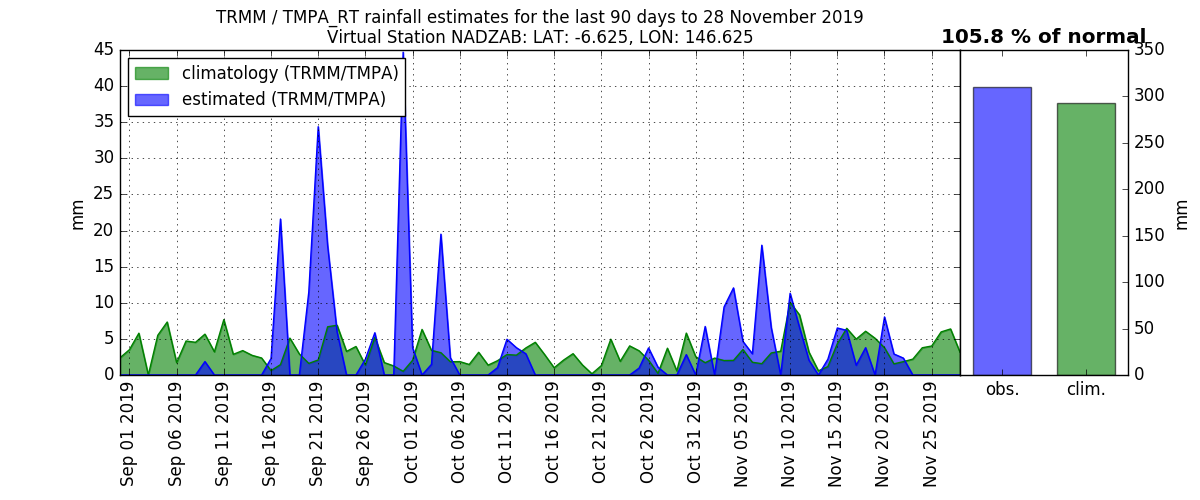 TRMM / TMPA_RT rainfall estimates for the last 90 days to 28 November 2019
Virtual Station NADZAB: LAT: -6.625, LON: 146.625
105.8 % of normal
climatology (TRMM/TMPA)
estimated (TRMM/TMPA)
45
40
35
30
25
20
15
10
5
0
mm
Sep 01 2019
Sep 06 2019
Sep 11 2019
Sep 16 2019
Sep 21 2019
Sep 26 2019
Oct 01 2019
Oct 06 2019
Oct 11 2019
Oct 16 2019
Oct 21 2019
Oct 26 2019
Oct 31 2019
Nov 05 2019
Nov 10 2019
Nov 15 2019
Nov 20 2019
Nov 25 2019
obs.
clim.
350
300
250
200
150
100
50
0
mm